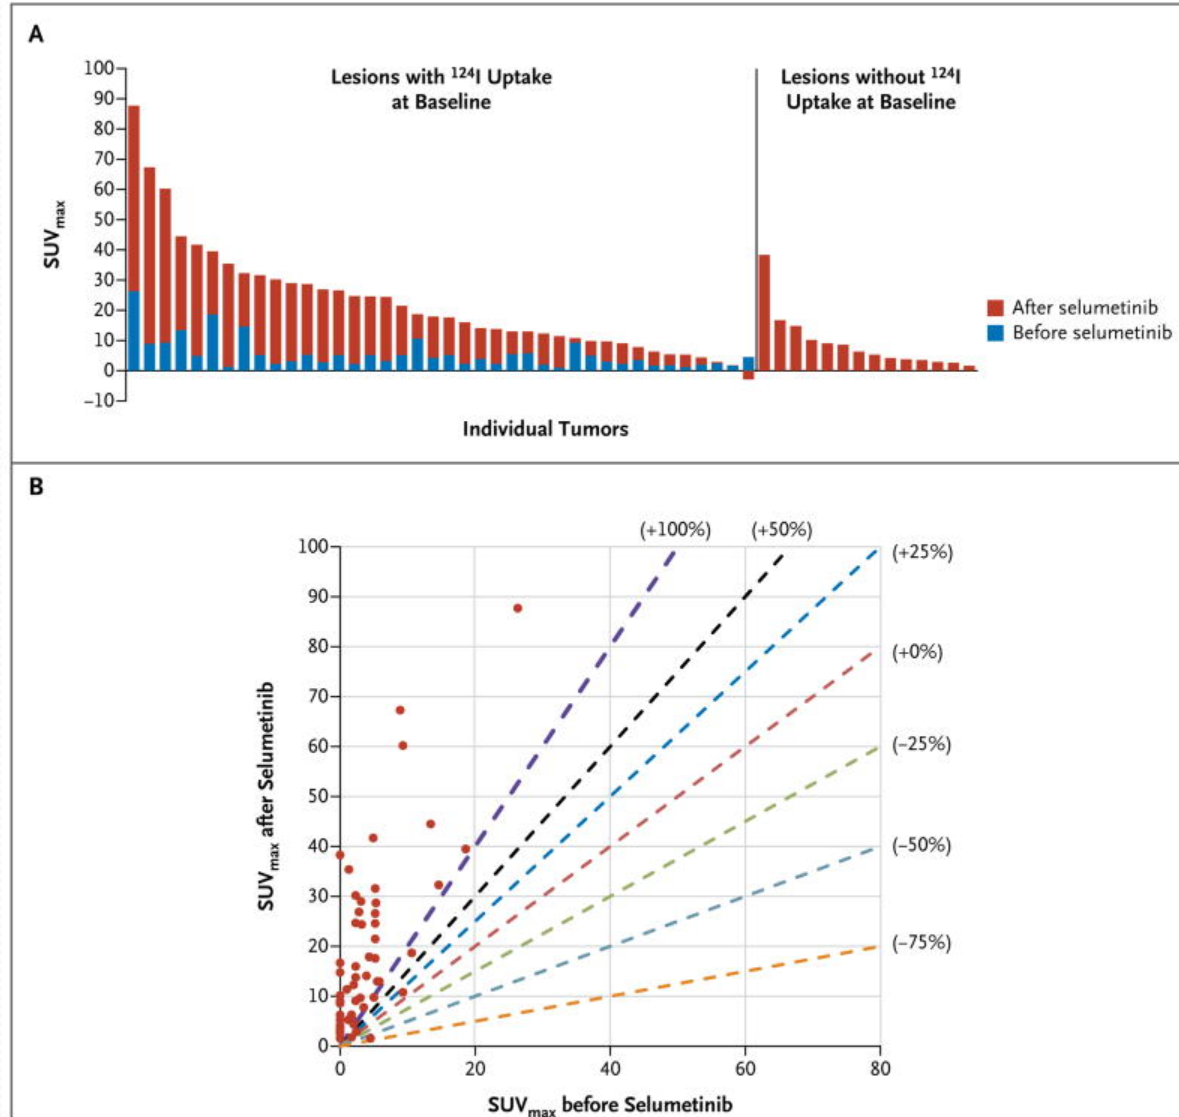 A
Lesions with ¹²⁴I Uptake
at Baseline
Lesions without ¹²⁴I
Uptake at Baseline
SUVmax
100
90
80
70
60
50
40
30
20
10
0
−10
After selumetinib
Before selumetinib
Individual Tumors
B
(+100%)
(+50%)
(+25%)
(+0%)
(−25%)
(−50%)
(−75%)
SUVmax after Selumetinib
100
90
80
70
60
50
40
30
20
10
0
0 20 40 60 80
SUVmax before Selumetinib